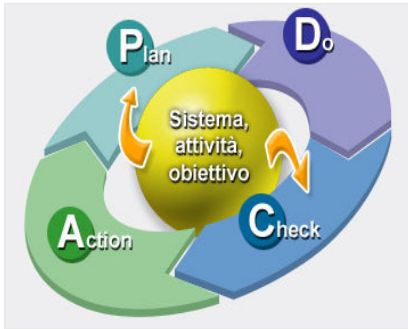 Plan
Do
Sistema,
attività,
obiettivo
Check
Action